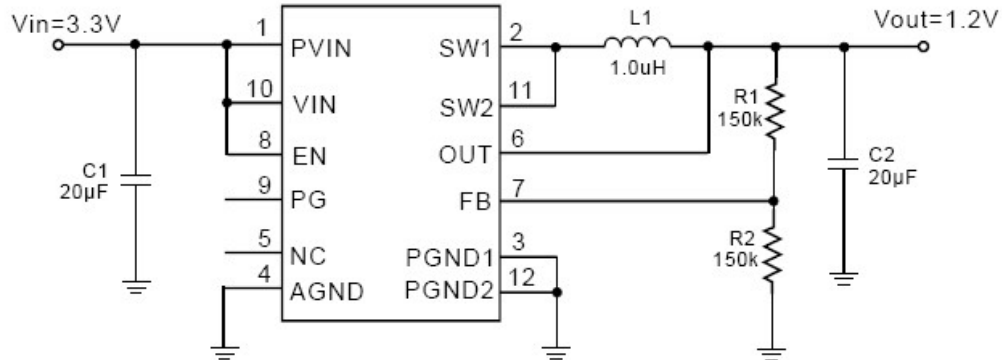 Vin=3.3V
Vout=1.2V
L1
1.0uH
1
PVIN
SW1
2
10
VIN
SW2
11
8
EN
OUT
6
9
PG
FB
7
5
NC
PGND1
3
4
AGND
PGND2
12
C1
20µF
R1
150k
R2
150k
C2
20µF